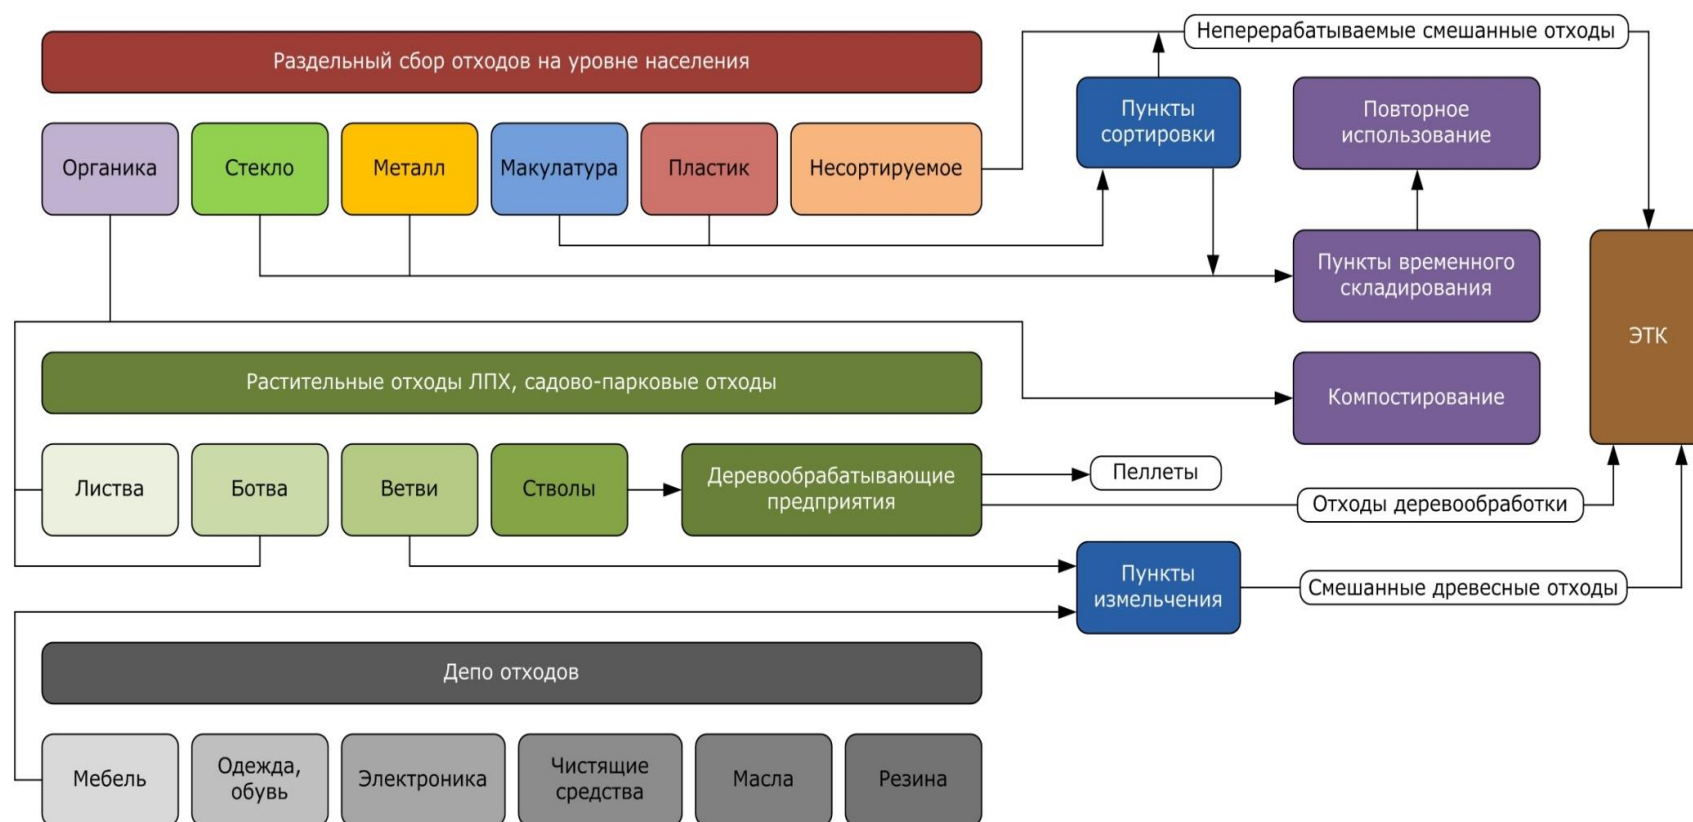 Неперерабатываемые смешанные отходы
Раздельный сбор отходов на уровне населения
Пункты
сортировки
Повторное
использование
Органика
Стекло
Металл
Макулатура
Пластик
Несортируемое
Пункты временного
складирования
ЭТК
Растительные отходы ЛПХ, садово-парковые отходы
Компостирование
Листва
Ботва
Ветви
Стволы
Деревообрабатывающие
предприятия
Пеллеты
Отходы деревообработки
Пункты
измельчения
Смешанные древесные отходы
Депо отходов
Мебель
Одежда,
обувь
Электроника
Чистящие
средства
Масла
Резина